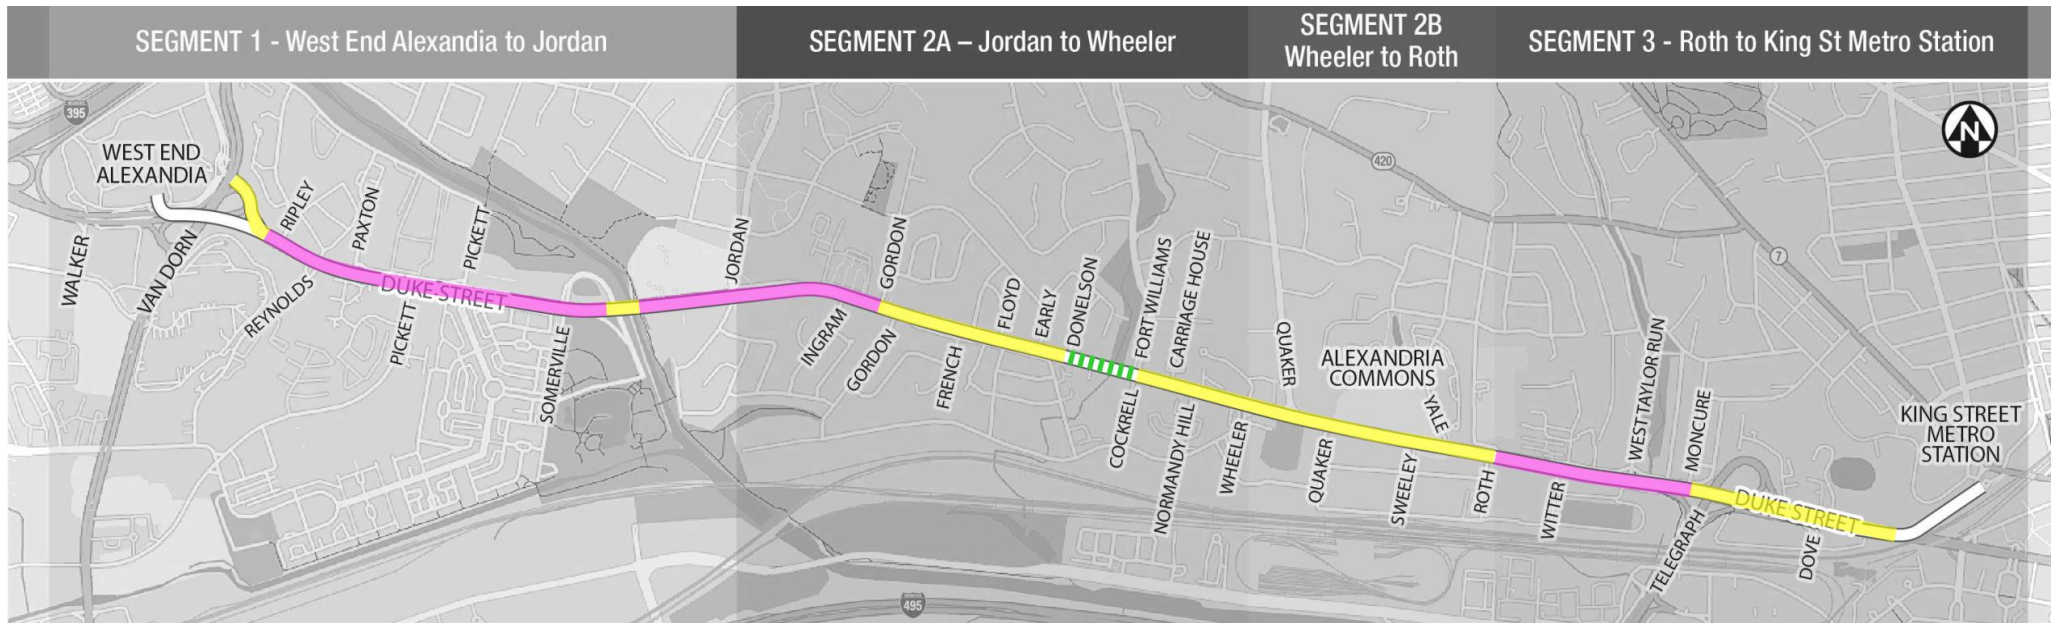 SEGMENT 1 - West End Alexandia to Jordan
SEGMENT 2A – Jordan to Wheeler
SEGMENT 2B
Wheeler to Roth
SEGMENT 3 - Roth to King St Metro Station
395
WEST END
ALEXANDIA
N
420
7
WALKER
VAN DORN
RIPLEY
REYNOLDS
PAXTON
PICKETT
PICKETT
DUKE STREET
SOMERVILLE
JORDAN
INGRAM
GORDON
GORDON
FRENCH
FLOYD
EARLY
DONELSON
COCKRELL
FORT WILLIAMS
CARRIAGE HOUSE
NORMANDY HILL
WHEELER
QUAKER
QUAKER
ALEXANDRIA
COMMONS
YALE
SWEELEY
ROTH
WITTER
WEST TAYLOR RUN
MONCURE
TELEGRAPH
DUKE STREET
DOVE
KING STREET
METRO
STATION
495